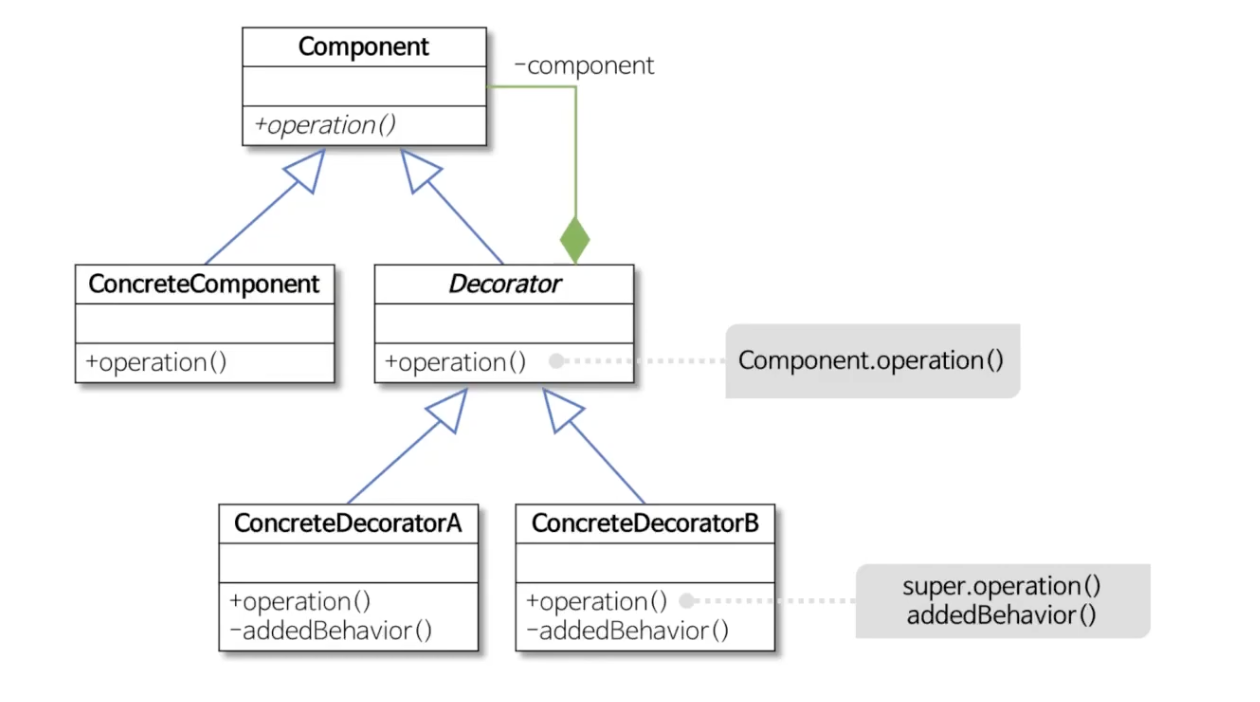 Component
-component
+operation()
ConcreteComponent
Decorator
+operation()
+operation()
Component.operation()
ConcreteDecoratorA
ConcreteDecoratorB
+operation()
-addedBehavior()
+operation()
-addedBehavior()
super.operation()
addedBehavior()